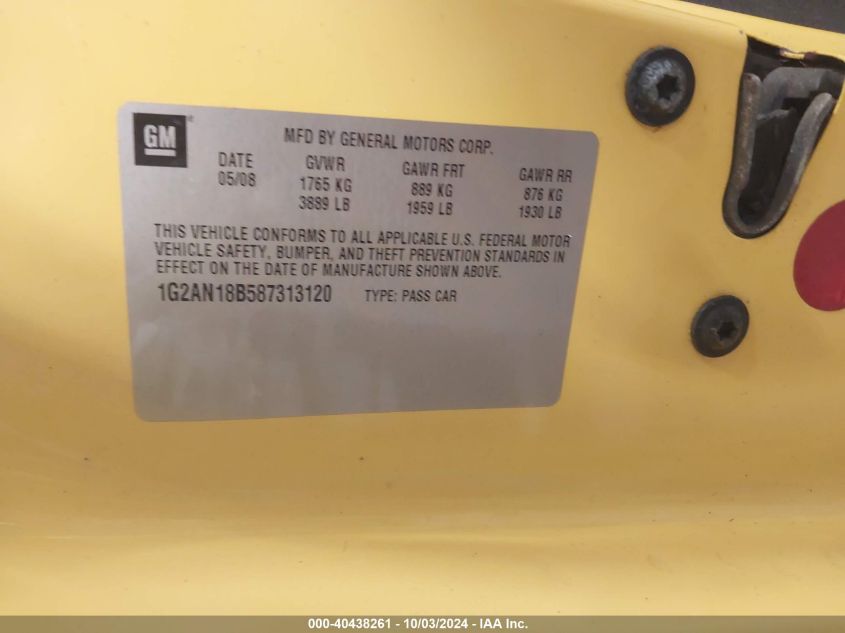 GM
MFD BY GENERAL MOTORS CORP.
DATE GVWR GAWR FRT GAWR RR
05/08 1765 KG 889 KG 876 KG
3889 LB 1959 LB 1930 LB
THIS VEHICLE CONFORMS TO ALL APPLICABLE U.S. FEDERAL MOTOR
VEHICLE SAFETY, BUMPER, AND THEFT PREVENTION STANDARDS IN
EFFECT ON THE DATE OF MANUFACTURE SHOWN ABOVE.
1G2AN18B587313120 TYPE: PASS CAR
000-40438261 - 10/03/2024 - IAA Inc.